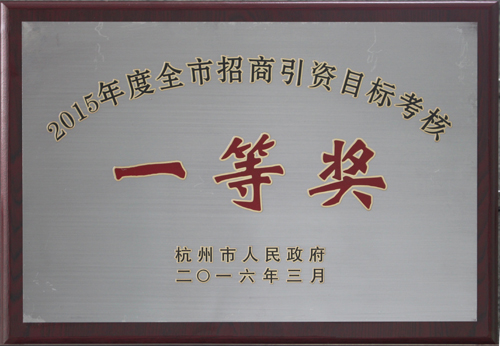 2015年度全市招商引资目标考核
一等奖
杭州市人民政府
二〇一六年三月